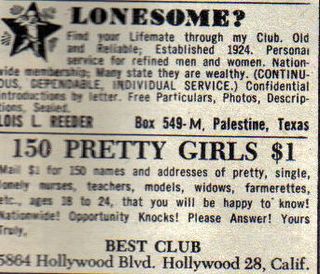 LONESOME?
Find your Lifemate through my Club. Old
and Reliable; Established 1924. Personal
service for refined men and women. Nation-
wide membership; Many state they are wealthy. (CONTINU-
OUS, DEPENDABLE, INDIVIDUAL SERVICE.) Confidential
introductions by letter. Free Particulars, Photos, Descrip-
tions, Sealed.
LOIS L. REEDER Box 549-M, Palestine, Texas
150 PRETTY GIRLS $1
Mail $1 for 150 names and addresses of pretty, single,
lonely nurses, teachers, models, widows, farmerettes,
etc., ages 18 to 24, that you will be happy to know!
Nationwide! Opportunity Knocks! Please Answer! Yours
Truly,
BEST CLUB
5864 Hollywood Blvd. Hollywood 28, Calif.